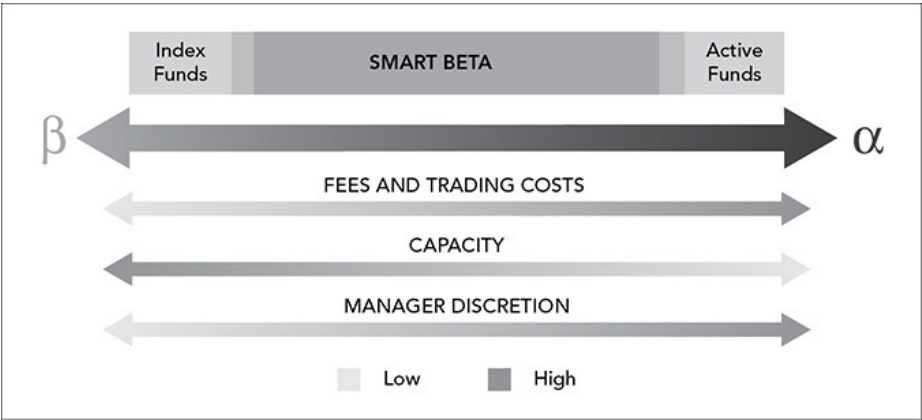 Index
Funds
SMART BETA
Active
Funds
β
α
FEES AND TRADING COSTS
CAPACITY
MANAGER DISCRETION
Low
High